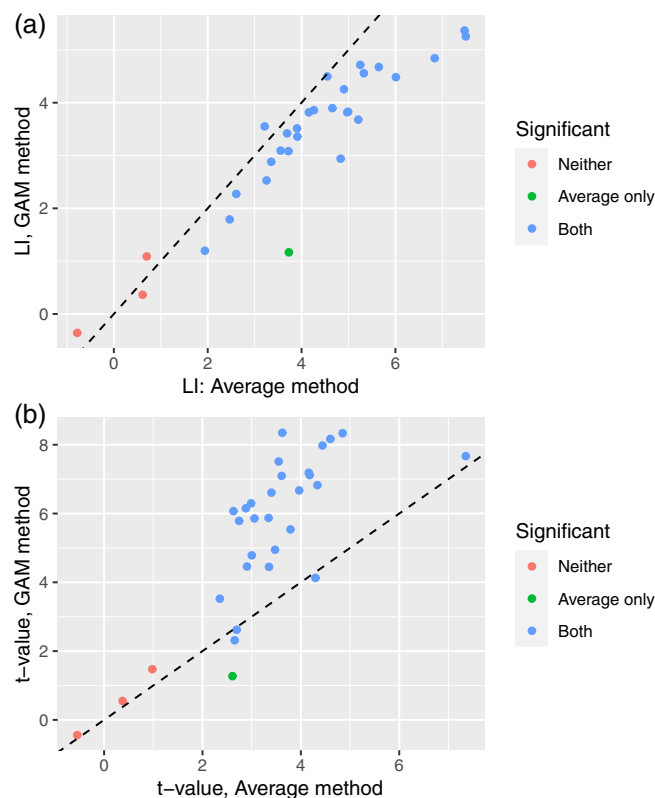 (a)
LI, GAM method
4
2
0
0
2
4
6
LI: Average method
Significant
Neither
Average only
Both
(b)
t-value, GAM method
8
6
4
2
0
0
2
4
6
t-value, Average method
Significant
Neither
Average only
Both